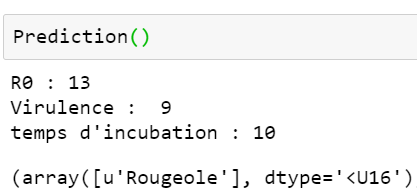 Prediction()
R0 : 13
Virulence :  9
temps d'incubation : 10
(array([u'Rougeole'], dtype='<U16')